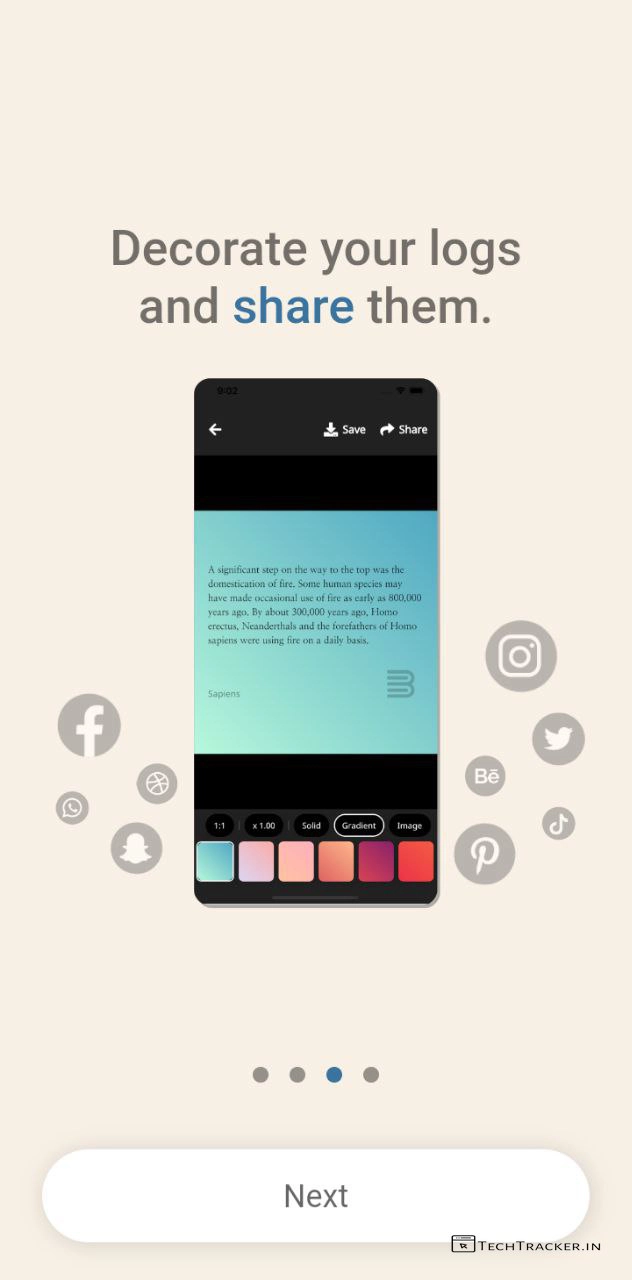 Decorate your logs
and share them.
9:02
Save Share
A significant step on the way to the top was the
domestication of fire. Some human species may
have made occasional use of fire as early as 800,000
years ago. By about 300,000 years ago, Homo
erectus, Neanderthals and the forefathers of Homo
sapiens were using fire on a daily basis.
Sapiens
Bē
1:1 x 1.00 Solid Gradient Image
Next
TECHTRACKER.IN